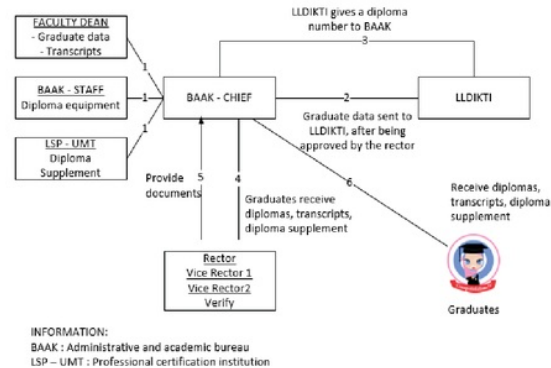 FACULTY DEAN
- Graduate data
- Transcripts
BAAK - STAFF
Diploma equipment
LSP - UMT
Diploma
Supplement
1
1
1
BAAK - CHIEF
LLDIKTI gives a diploma
number to BAAK
3
2
LLDIKTI
Graduate data sent to
LLDIKTI, after being
approved by the rector
Provide
documents
5
4
Graduates receive
diplomas, transcripts,
diploma supplement
6
Receive diplomas,
transcripts, diploma
supplement
Graduates
Rector
Vice Rector 1
Vice Rector2
Verify
INFORMATION:
BAAK : Administrative and academic bureau
LSP – UMT : Professional certification institution